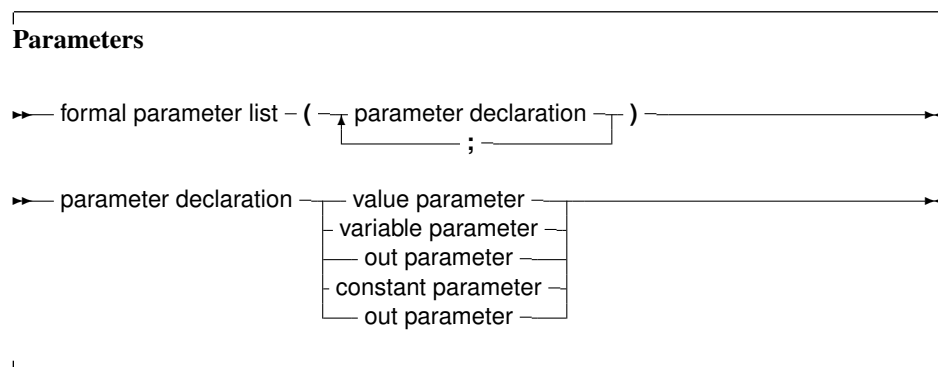 Parameters
formal parameter list ( parameter declaration )
;
parameter declaration value parameter
variable parameter
out parameter
constant parameter
out parameter